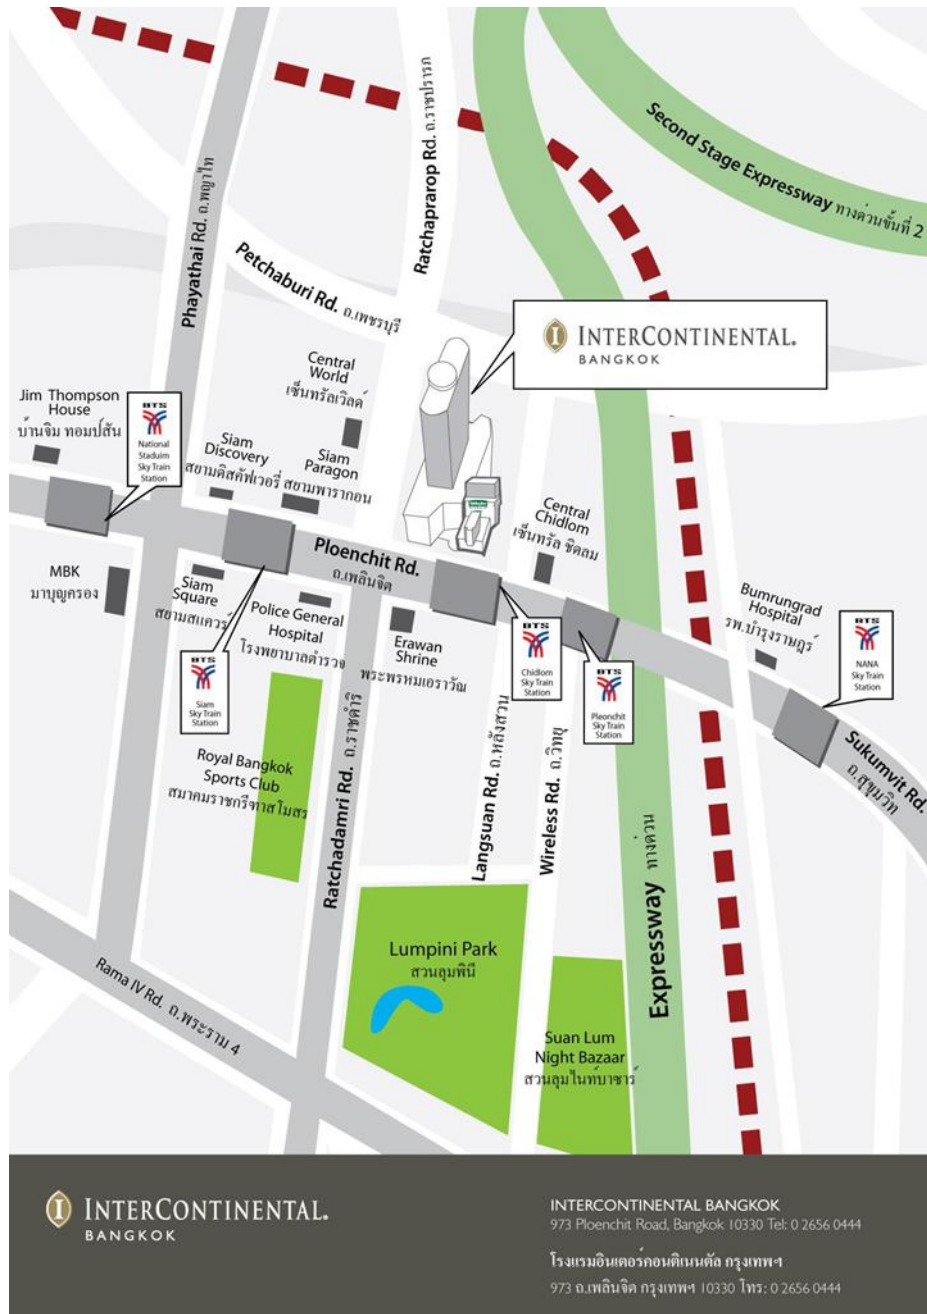 Second Stage Expressway ทางด่วนขั้นที่ 2
Ratchaprarop Rd. ถ.ราชปรารภ
Phayathai Rd. ถ.พญาไท
Petchaburi Rd. ถ.เพชรบุรี
INTERCONTINENTAL.
BANGKOK
Central
World
เซ็นทรัลเวิลด์
Jim Thompson
House
บ้านจิม ทอมป์สัน
BTS
National
Staduim
Sky Train
Station
Siam
Discovery
สยามดิสคัฟเวอรี่
Siam
Paragon
สยามพารากอน
Central
Chidlom
เซ็นทรัล ชิดลม
Ploenchit Rd.
ถ.เพลินจิต
MBK
มาบุญครอง
Siam
Square
สยามสแควร์
Police General
Hospital
โรงพยาบาลตำรวจ
Erawan
Shrine
พระพรหมเอราวัณ
Bumrungrad
Hospital
รพ.บำรุงราษฎร์
BTS
Siam
Sky Train
Station
BTS
Chidlom
Sky Train
Station
BTS
Pleonchit
Sky Train
Station
BTS
NANA
Sky Train
Station
Sukumvit Rd.
ถ.สุขุมวิท
Royal Bangkok
Sports Club
สมาคมราชกรีฑาสโมสร
Ratchadamri Rd. ถ.ราชดำริ
Langsuan Rd. ถ.หลังสวน
Wireless Rd. ถ.วิทยุ
Expressway ทางด่วน
Lumpini Park
สวนลุมพินี
Rama IV Rd. ถ.พระราม 4
Suan Lum
Night Bazaar
สวนลุมไนท์บาซาร์
INTERCONTINENTAL.
BANGKOK
INTERCONTINENTAL BANGKOK
973 Ploenchit Road, Bangkok 10330 Tel: 0 2656 0444
โรงแรมอินเตอร์คอนติเนนตัล กรุงเทพฯ
973 ถ.เพลินจิต กรุงเทพฯ 10330 โทร: 0 2656 0444